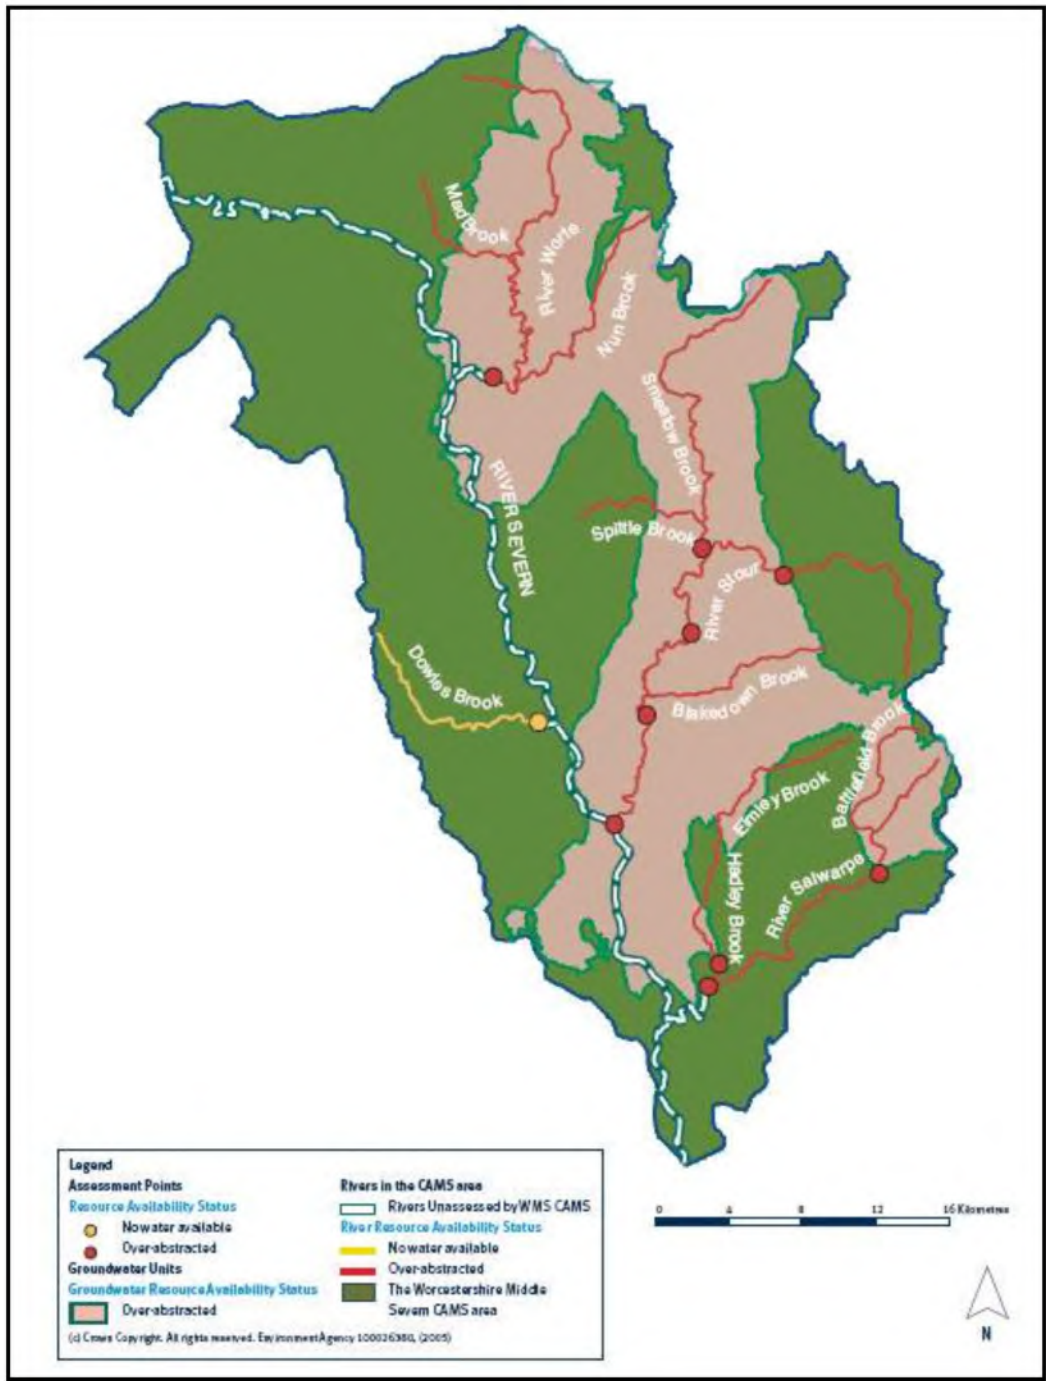 Mad Brook
River Worfe
Nun Brook
Smestow Brook
RIVER SEVERN
Spittle Brook
River Stour
Dowles Brook
Blakedown Brook
Battlefield Brook
Elmley Brook
Hadley Brook
River Salwarpe
Legend
Assessment Points
Resource Availability Status
No water available
Over-abstracted
Groundwater Units
Groundwater Resource Availability Status
Over-abstracted
Rivers in the CAMS area
Rivers Unassessed by WMS CAMS
River Resource Availability Status
No water available
Over-abstracted
The Worcestershire Middle
Severn CAMS area
(c) Crown Copyright. All rights reserved. Environment Agency 100026380, (2005)
0 4 8 12 16 Kilometres
N